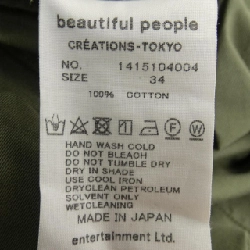 beautiful people
CRÉATIONS-TOKYO
NO. 1415104004
SIZE 34
100% COTTON
HAND WASH COLD
DO NOT BLEACH
DO NOT TUMBLE DRY
DRY IN SHADE
USE COOL IRON
DRYCLEAN PETROLEUM
SOLVENT ONLY
WETCLEANING
MADE IN JAPAN
entertainment Ltd.